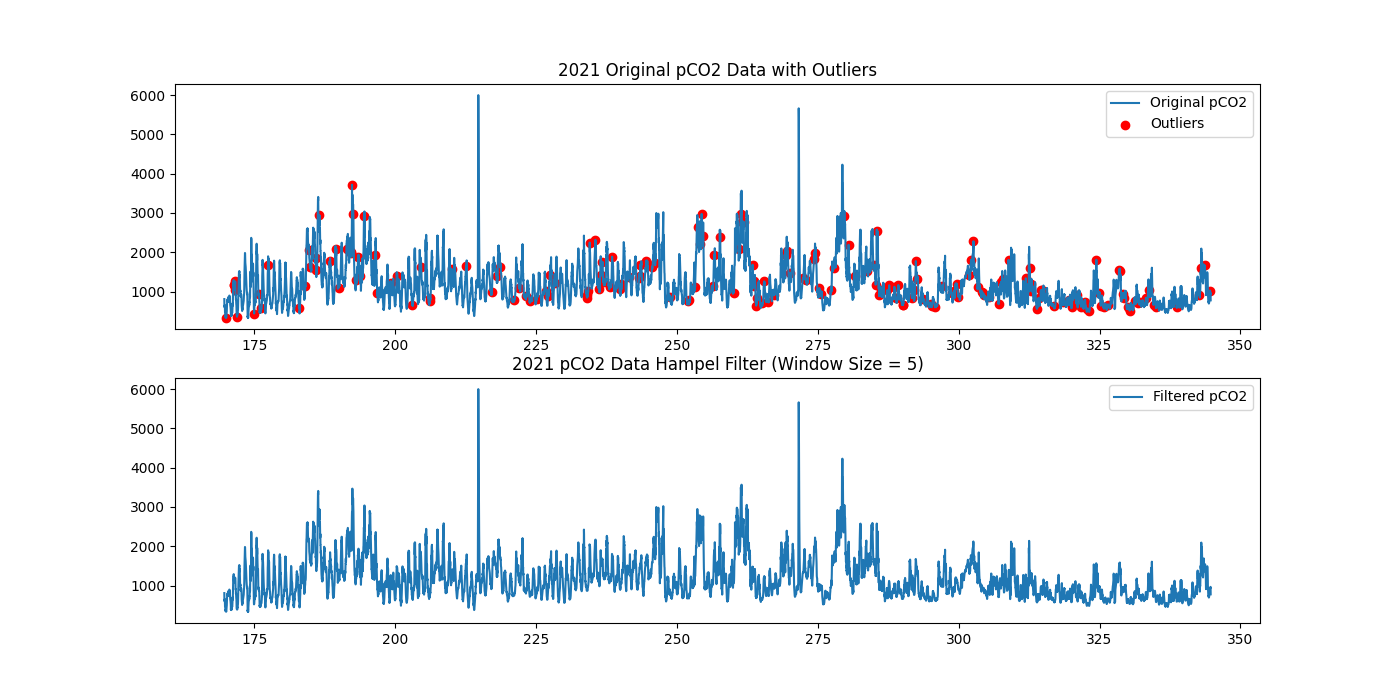 2021 Original pCO2 Data with Outliers
6000
5000
4000
3000
2000
1000
Original pCO2
Outliers
175 200 225 250 275 300 325 350
2021 pCO2 Data Hampel Filter (Window Size = 5)
6000
5000
4000
3000
2000
1000
Filtered pCO2
175 200 225 250 275 300 325 350